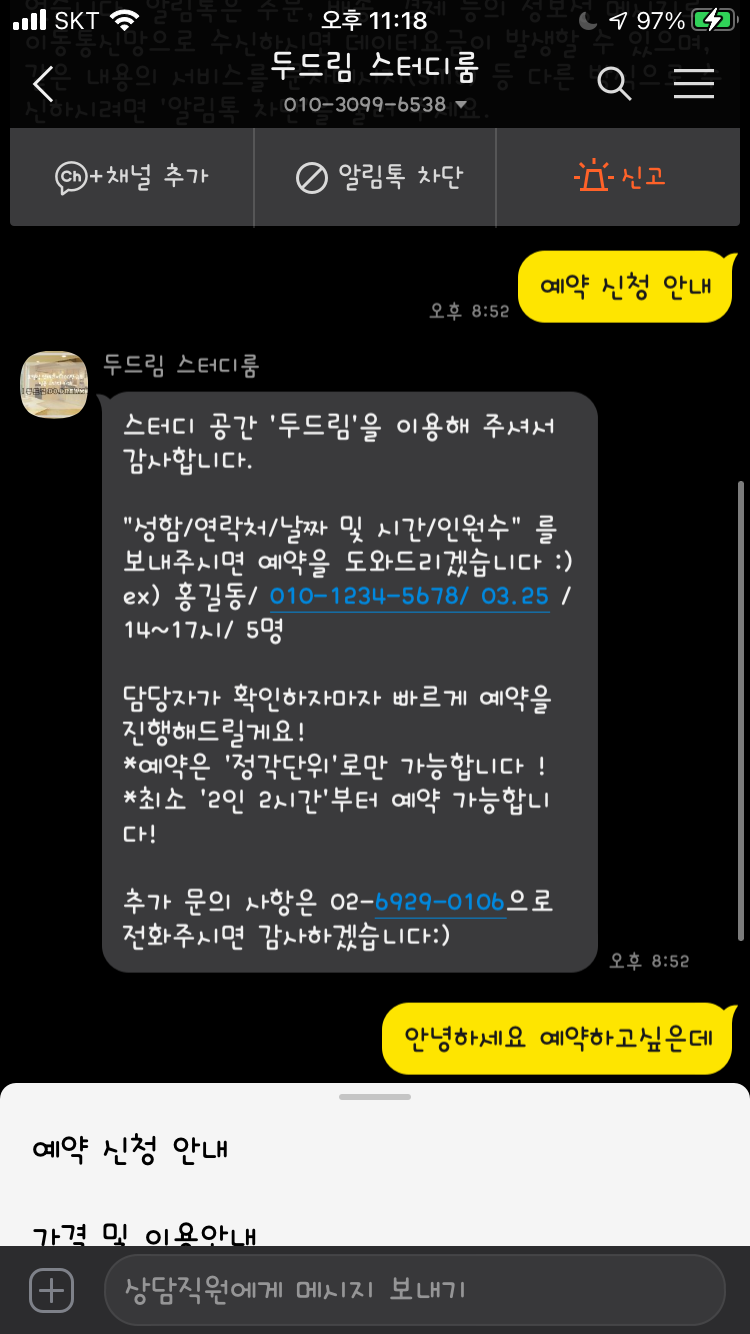 SKT 오후 11:18 97%
두드림 스터디룸
010-3099-6538
Ch+채널 추가 알림톡 차단 신고
예약 신청 안내
오후 8:52
두드림 스터디룸
스터디 공간 '두드림'을 이용해 주셔서
감사합니다.
"성함/연락처/날짜 및 시간/인원수" 를
보내주시면 예약을 도와드리겠습니다 :)
ex) 홍길동/ 010-1234-5678/ 03.25 /
14~17시/ 5명
담당자가 확인하자마자 빠르게 예약을
진행해드릴게요!
*예약은 '정각단위'로만 가능합니다 !
*최소 '2인 2시간'부터 예약 가능합니
다!
추가 문의 사항은 02-6929-0106으로
전화주시면 감사하겠습니다:)
오후 8:52
안녕하세요 예약하고싶은데
예약 신청 안내
가격 및 이용안내
상담직원에게 메시지 보내기